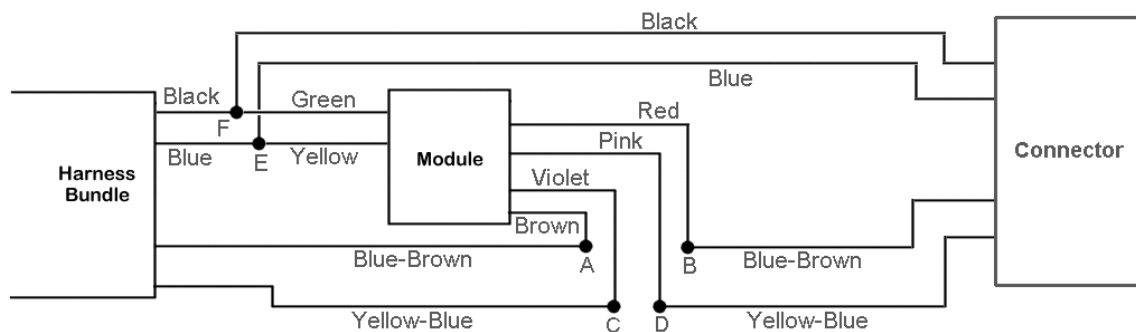 Black
Blue
Black
Green
F
Blue
E
Yellow
Harness
Bundle
Module
Red
Pink
Violet
Brown
Connector
Blue-Brown
A
B
Blue-Brown
Yellow-Blue
C
D
Yellow-Blue